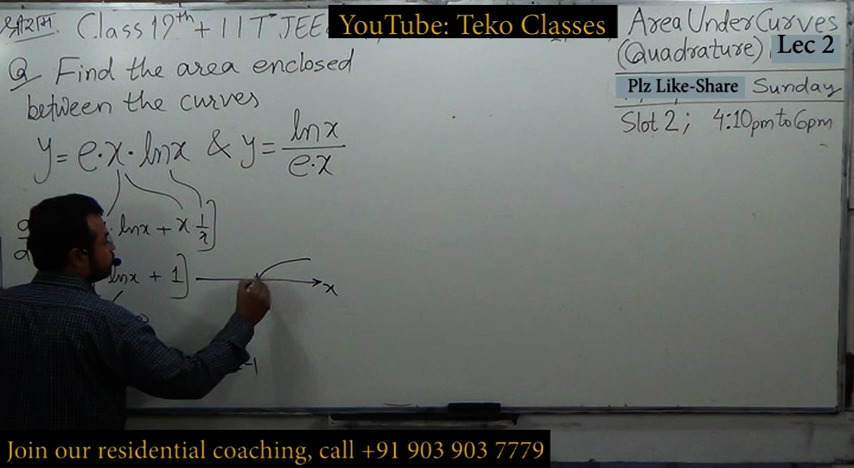 Class 12th + IIT JEE
YouTube: Teko Classes
Area Under Curves
(Quadrature) Lec 2
Plz Like-Share Sunday
Slot 2; 4:10pm to 6pm
Q Find the area enclosed
between the curves
y = e·x·lnx & y = lnx / e·x
lnx + x 1/x]
lnx + 1]
x
-1
Join our residential coaching, call +91 903 903 7779